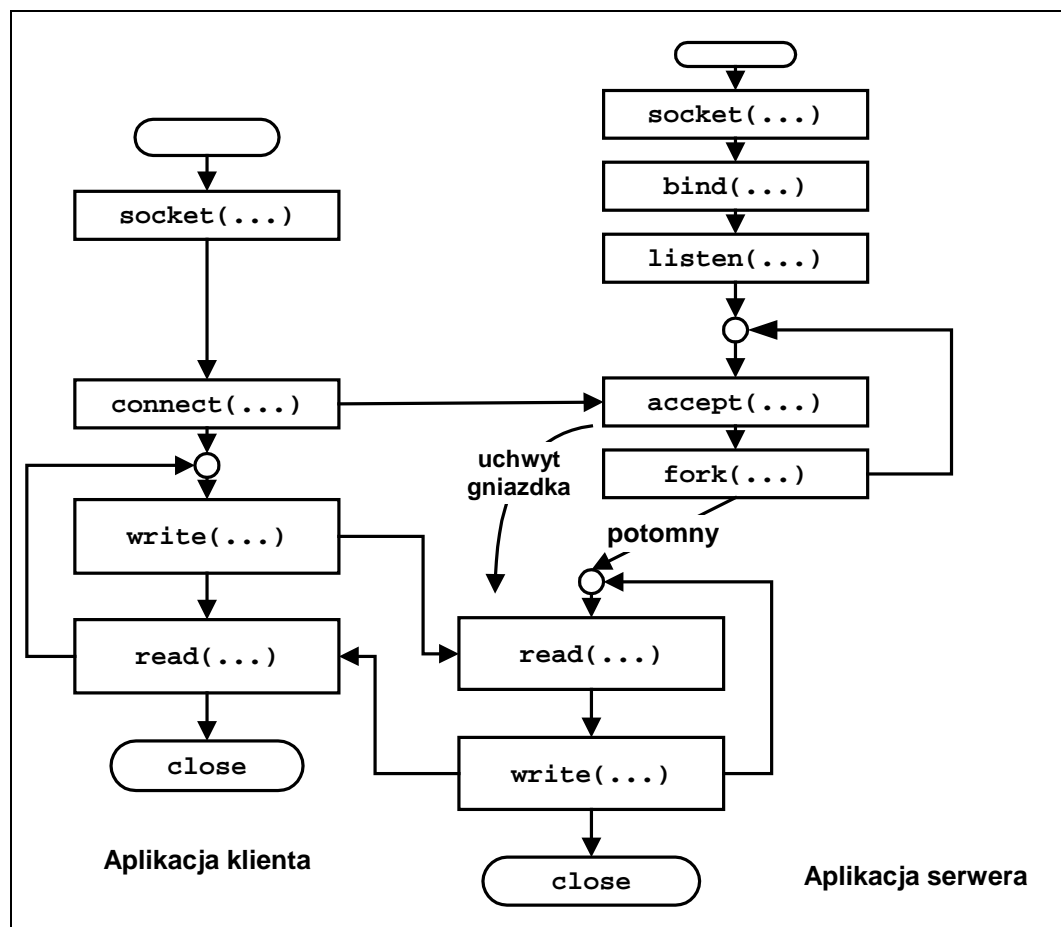 socket(...)
connect(...)
write(...)
read(...)
close
Aplikacja klienta
socket(...)
bind(...)
listen(...)
accept(...)
fork(...)
uchwyt
gniazdka
potomny
read(...)
write(...)
close
Aplikacja serwera